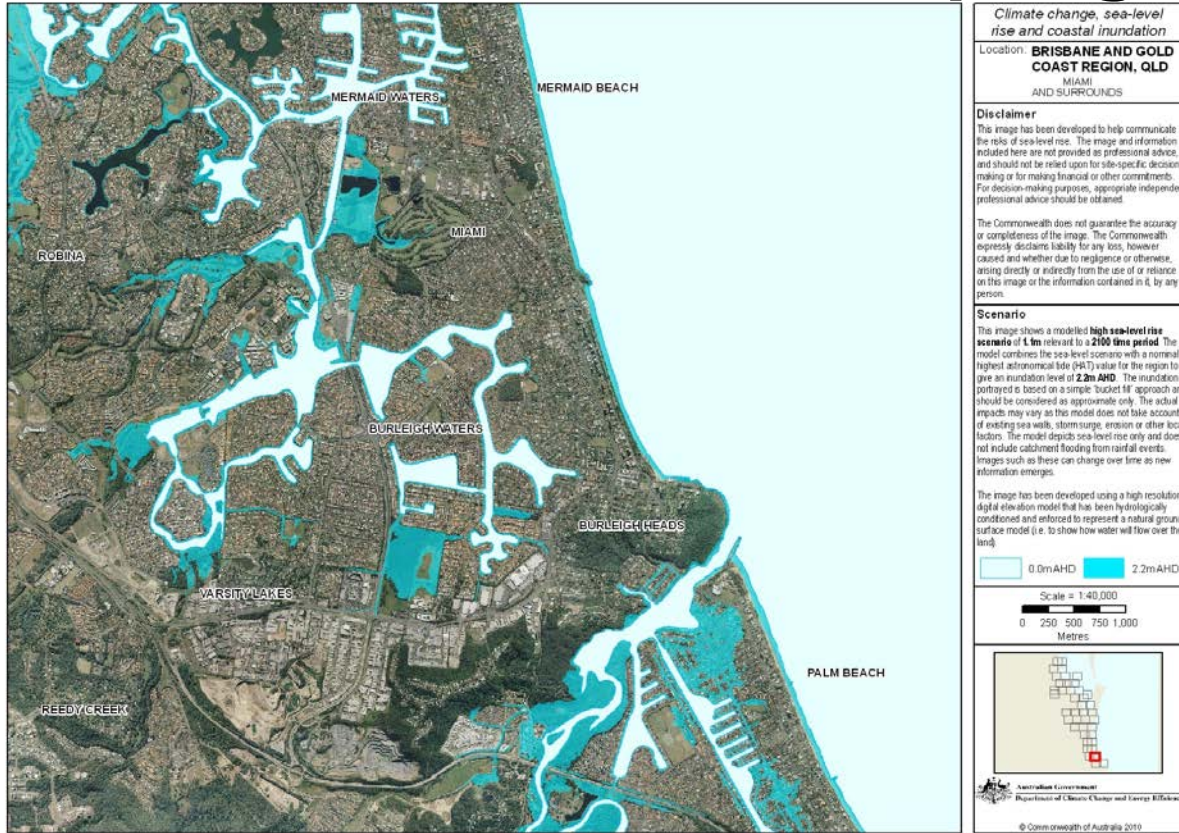 Climate change, sea-level
rise and coastal inundation
Location: BRISBANE AND GOLD
COAST REGION, QLD
MIAMI
AND SURROUNDS
Disclaimer
This image has been developed to help communicate
the risks of sea-level rise. The image and information
included here are not provided as professional advice,
and should not be relied upon for site-specific decision
making or for making financial or other commitments.
For decision-making purposes, appropriate independe
professional advice should be obtained.
The Commonwealth does not guarantee the accuracy
or completeness of the image. The Commonwealth
expressly disclaims liability for any loss, however
caused and whether due to negligence or otherwise,
arising directly or indirectly from the use of or reliance
on this image or the information contained in it, by any
person.
Scenario
This image shows a modelled high sea-level rise
scenario of 1.1m relevant to a 2100 time period. The
model combines the sea-level scenario with a nominal
highest astronomical tide (HAT) value for the region to
give an inundation level of 2.2m AHD. The inundation
portrayed is based on a simple 'bucket fill' approach an
should be considered as approximate only. The actual
impacts may vary as this model does not take account
of existing sea walls, storm surge, erosion or other loca
factors. The model depicts sea-level rise only and does
not include catchment flooding from rainfall events.
Images such as these can change over time as new
information emerges.
The image has been developed using a high resolution
digital elevation model that has been hydrologically
conditioned and enforced to represent a natural ground
surface model (i.e. to show how water will flow over the
land).
0.0m AHD 2.2m AHD
Scale = 1:40,000
0 250 500 750 1,000
Metres
Australian Government
Department of Climate Change and Energy Efficien
© Commonwealth of Australia 2010
MERMAID BEACH
MERMAID WATERS
MIAMI
ROBINA
BURLEIGH WATERS
BURLEIGH HEADS
VARSITY LAKES
PALM BEACH
REEDY CREEK